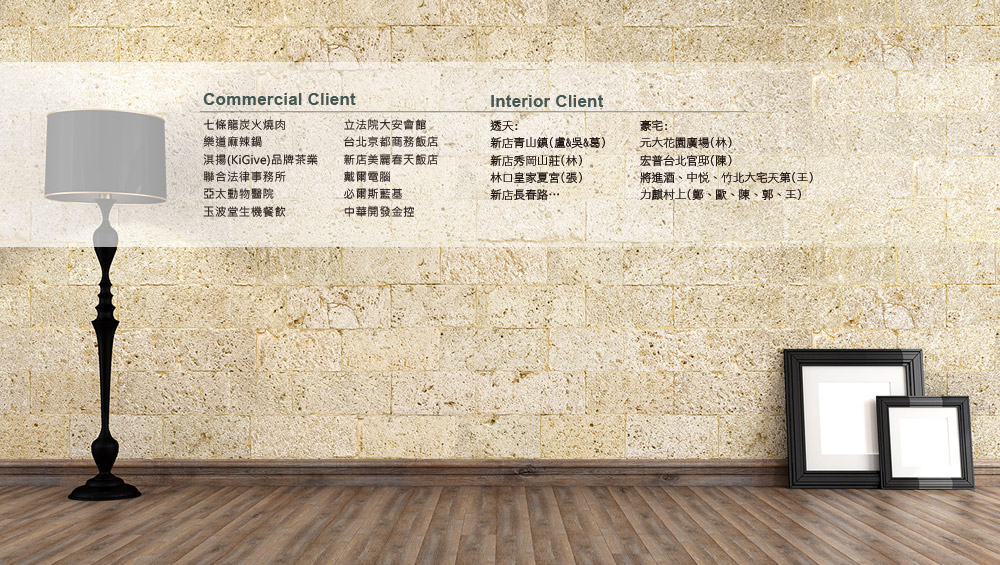 Commercial Client
七條龍炭火燒肉
樂道麻辣鍋
淇揚(KiGive)品牌茶業
聯合法律事務所
亞太動物醫院
玉波堂生機餐飲
立法院大安會館
台北京都商務飯店
新店美麗春天飯店
戴爾電腦
必爾斯藍基
中華開發金控
Interior Client
透天:
新店青山鎮(盧&吳&葛)
新店秀岡山莊(林)
林口皇家夏宮(張)
新店長春路…
豪宅:
元大花園廣場(林)
宏普台北官邸(陳)
將進酒、中悅、竹北六宅天第(王)
力麒村上(鄭、歐、陳、郭、王)